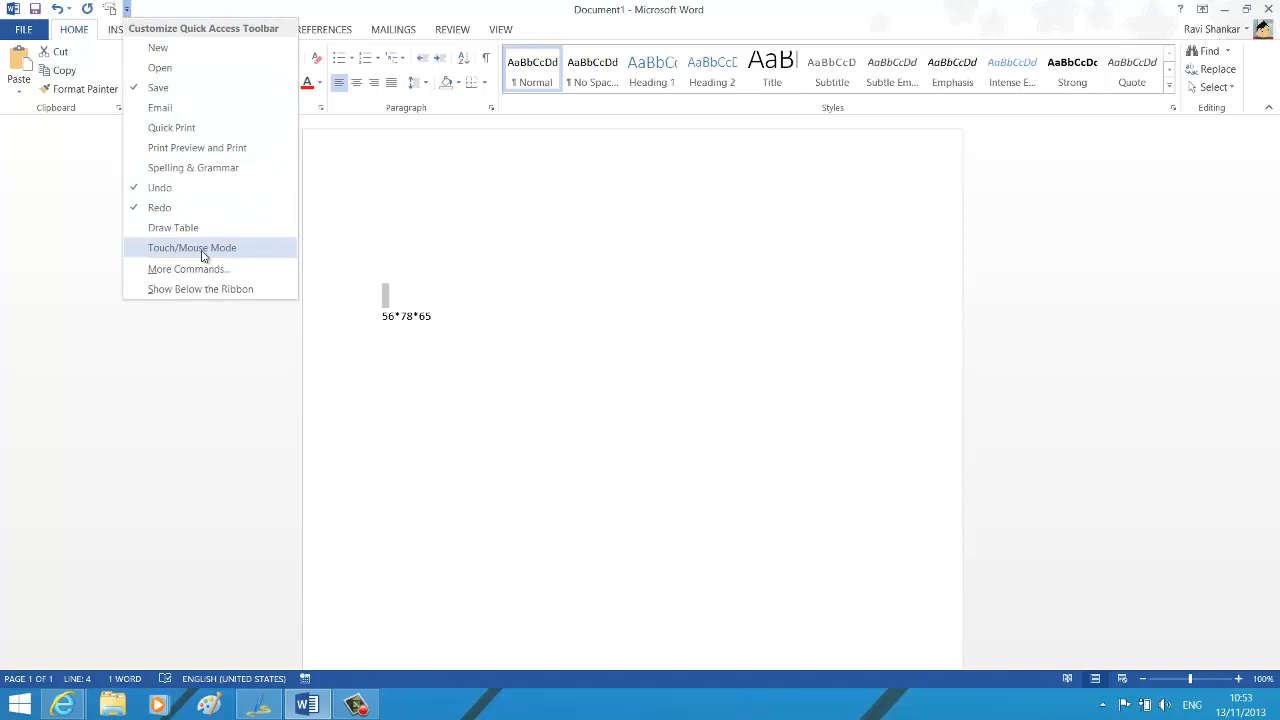 Document1 - Microsoft Word
?
FILE HOME INS REFERENCES MAILINGS REVIEW VIEW Ravi Shankar
Customize Quick Access Toolbar
New
Open
Save
Email
Quick Print
Print Preview and Print
Spelling & Grammar
Undo
Redo
Draw Table
Touch/Mouse Mode
More Commands...
Show Below the Ribbon
Paste
Cut
Copy
Format Painter
Clipboard
Paragraph
AaBbCcDd AaBbCcDd AaBbCc AaBbCcD AaB AaBbCcD AaBbCcDd AaBbCcDd AaBbCcDd AaBbCcDc AaBbCcDd
¶ Normal ¶ No Spac... Heading 1 Heading 2 Title Subtitle Subtle Em... Emphasis Intense E... Strong Quote
Styles
Find
Replace
Select
Editing
56*78*65
PAGE 1 OF 1 LINE: 4 1 WORD ENGLISH (UNITED STATES) 100%
ENG
10:53
13/11/2013